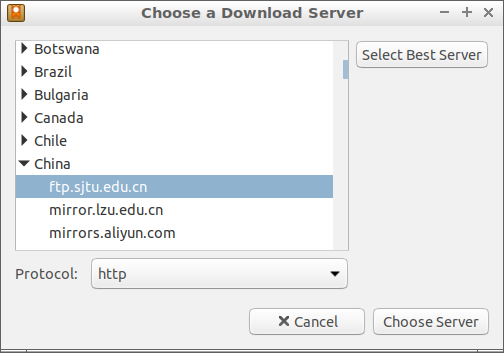 Choose a Download Server
Botswana
Select Best Server
Brazil
Bulgaria
Canada
Chile
China
ftp.sjtu.edu.cn
mirror.lzu.edu.cn
mirrors.aliyun.com
Protocol: http
Cancel Choose Server